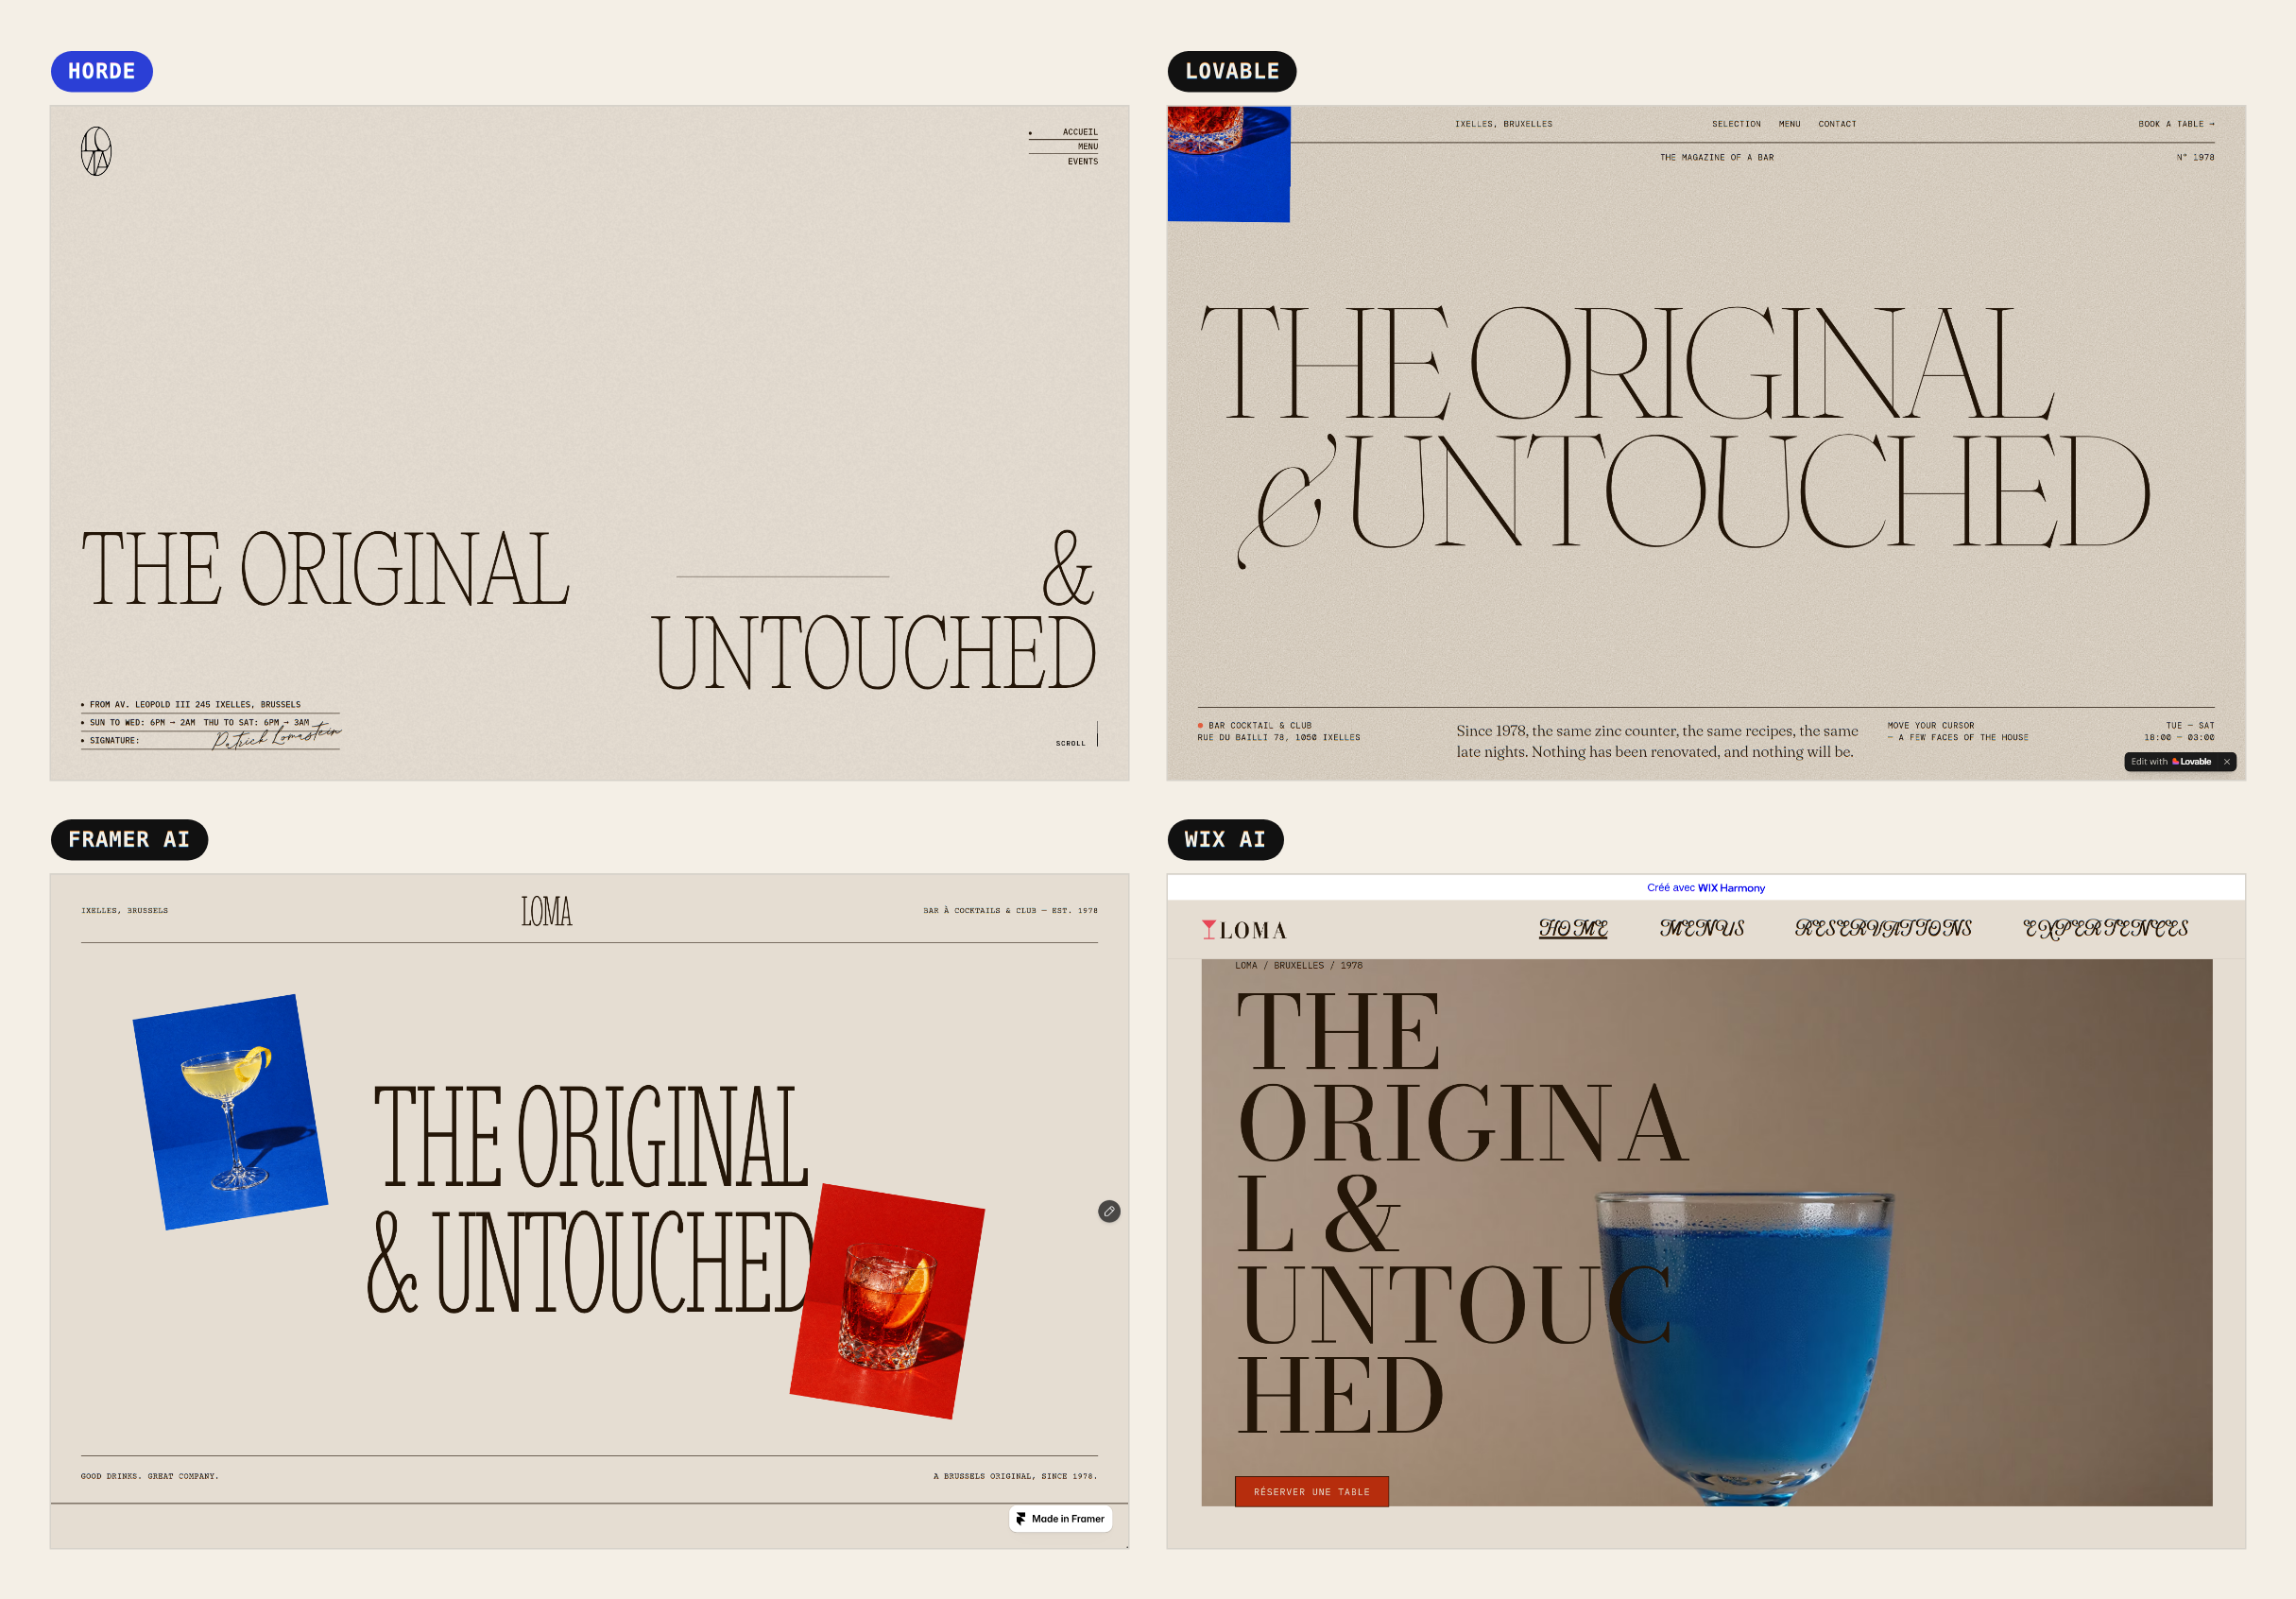 HORDE
LOMA
ACCUEIL
MENU
EVENTS
THE ORIGINAL &
UNTOUCHED
• FROM AV. LEOPOLD III 245 IXELLES, BRUSSELS
• SUN TO WED: 6PM → 2AM THU TO SAT: 6PM → 3AM
• SIGNATURE: Patrick Lomastein
SCROLL
LOVABLE
IXELLES, BRUXELLES SELECTION MENU CONTACT BOOK A TABLE →
THE MAGAZINE OF A BAR N° 1978
THE ORIGINAL
& UNTOUCHED
BAR COCKTAIL & CLUB
RUE DU BAILLI 78, 1050 IXELLES
Since 1978, the same zinc counter, the same recipes, the same
late nights. Nothing has been renovated, and nothing will be.
MOVE YOUR CURSOR
— A FEW FACES OF THE HOUSE
TUE — SAT
18:00 — 03:00
Edit with Lovable ×
FRAMER AI
IXELLES, BRUSSELS LOMA BAR À COCKTAILS & CLUB — EST. 1978
THE ORIGINAL
& UNTOUCHED
GOOD DRINKS. GREAT COMPANY. A BRUSSELS ORIGINAL, SINCE 1978.
Made in Framer
WIX AI
Créé avec WIX Harmony
LOMA HOME MENUS RESERVATIONS EXPERIENCES
LOMA / BRUXELLES / 1978
THE
ORIGINA
L &
UNTOUC
HED
RÉSERVER UNE TABLE